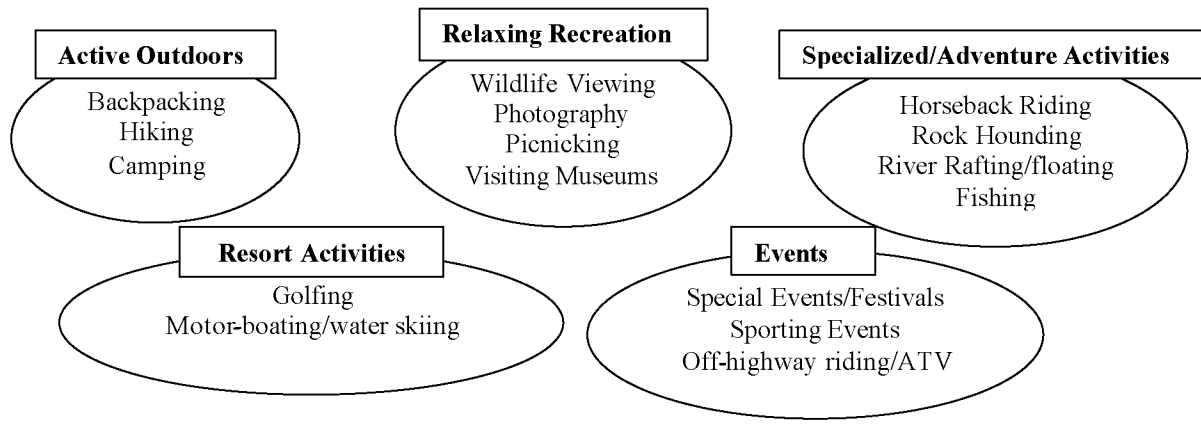 Active Outdoors
Backpacking
Hiking
Camping
Relaxing Recreation
Wildlife Viewing
Photography
Picnicking
Visiting Museums
Specialized/Adventure Activities
Horseback Riding
Rock Hounding
River Rafting/floating
Fishing
Resort Activities
Golfing
Motor-boating/water skiing
Events
Special Events/Festivals
Sporting Events
Off-highway riding/ATV